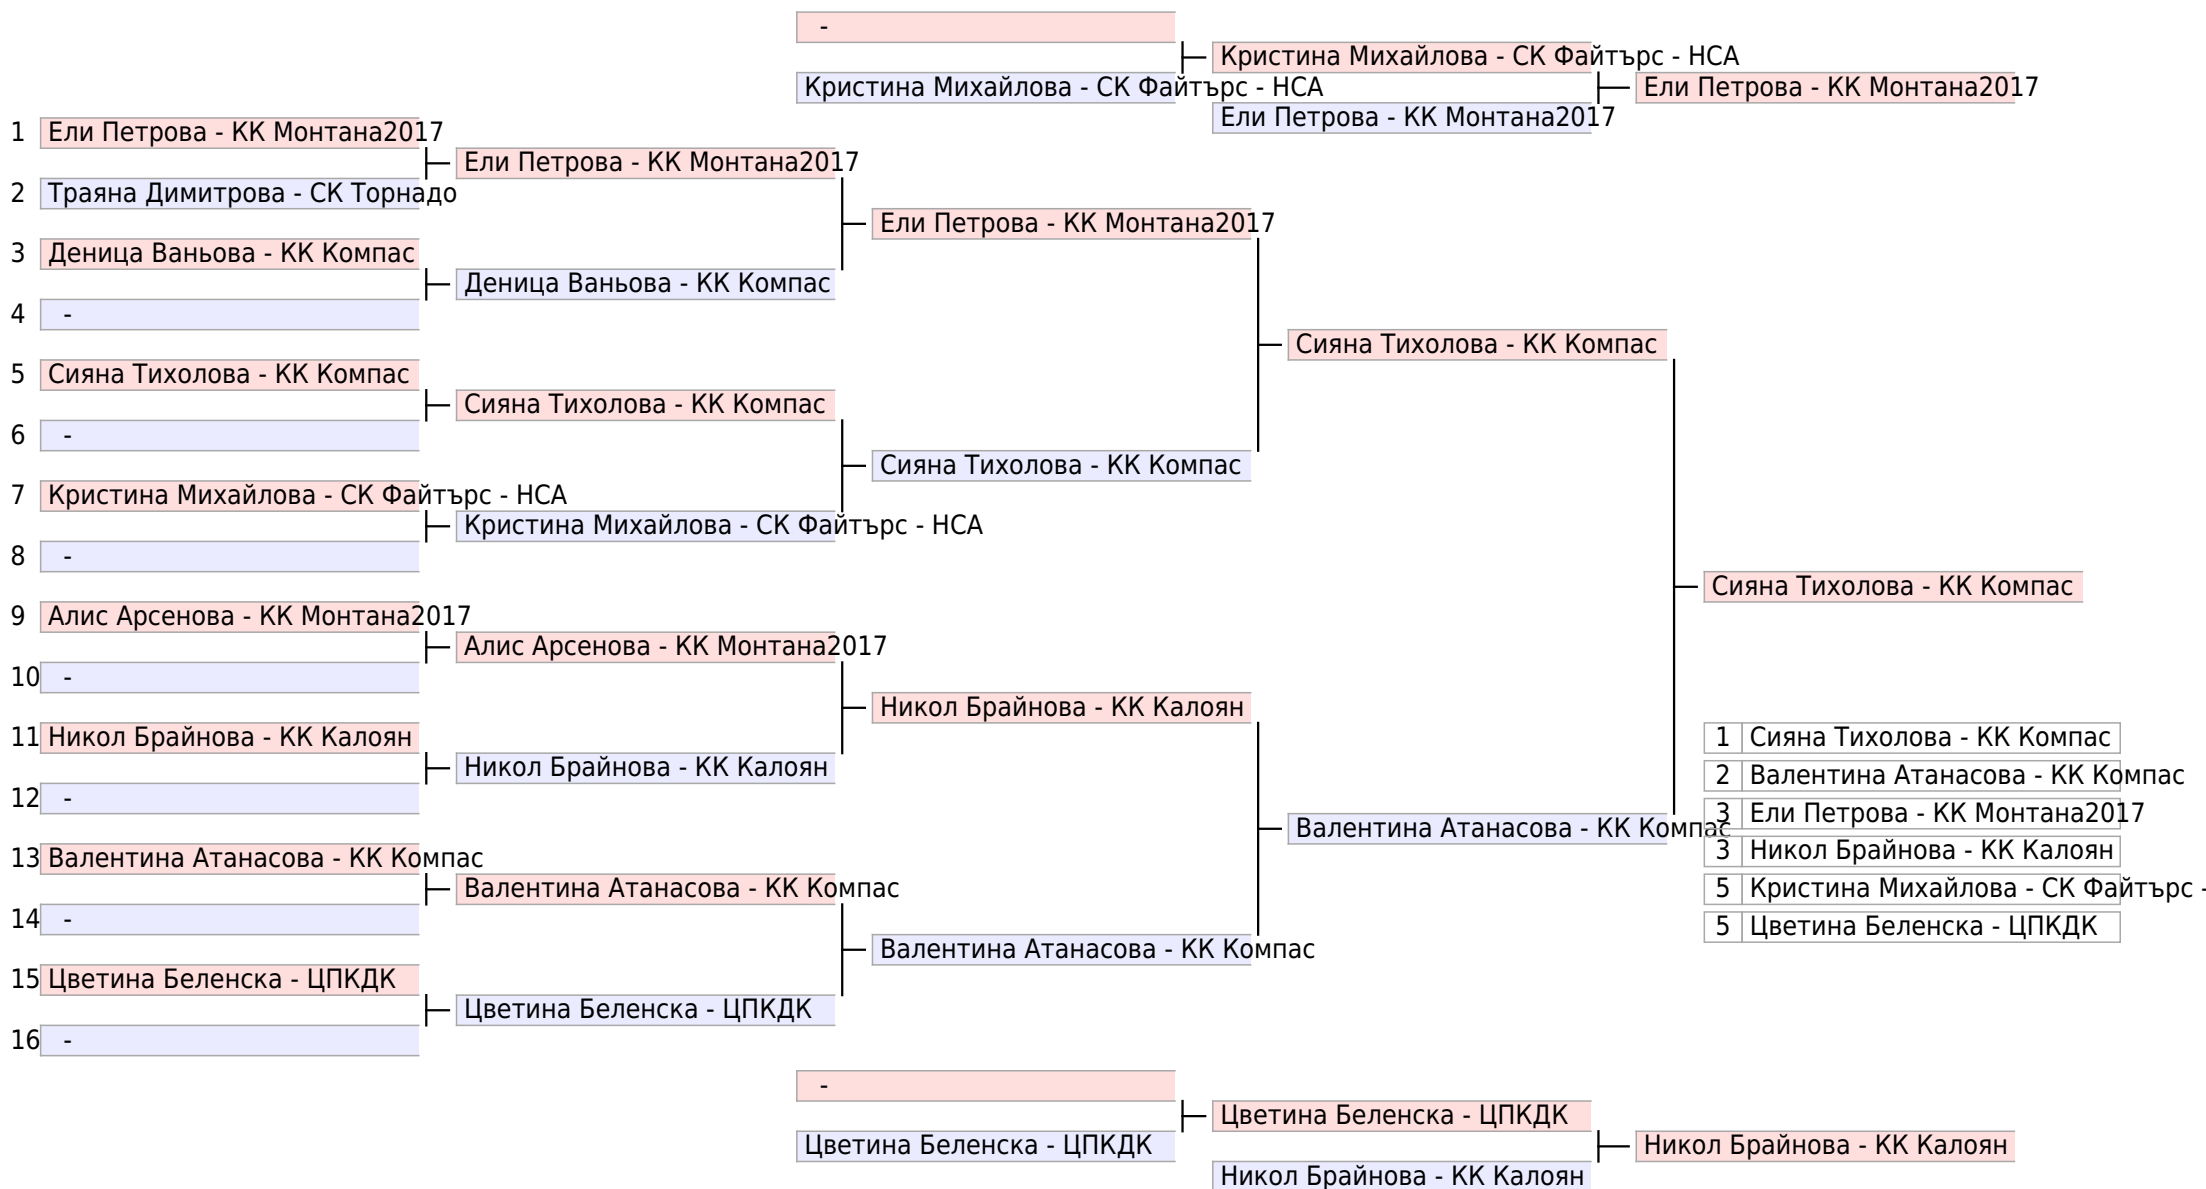 -
Кристина Михайлова - СК Файтърс - НСА
Кристина Михайлова - СК Файтърс - НСА
Ели Петрова - КК Монтана2017
Ели Петрова - КК Монтана2017
1 Ели Петрова - КК Монтана2017
Ели Петрова - КК Монтана2017
2 Траяна Димитрова - СК Торнадо
Ели Петрова - КК Монтана2017
3 Деница Ваньова - КК Компас
Деница Ваньова - КК Компас
4 -
Сияна Тихолова - КК Компас
5 Сияна Тихолова - КК Компас
Сияна Тихолова - КК Компас
6 -
Сияна Тихолова - КК Компас
7 Кристина Михайлова - СК Файтърс - НСА
Кристина Михайлова - СК Файтърс - НСА
8 -
Сияна Тихолова - КК Компас
9 Алис Арсенова - КК Монтана2017
Алис Арсенова - КК Монтана2017
10 -
Никол Брайнова - КК Калоян
11 Никол Брайнова - КК Калоян
Никол Брайнова - КК Калоян
12 -
Валентина Атанасова - КК Компас
13 Валентина Атанасова - КК Компас
Валентина Атанасова - КК Компас
14 -
Валентина Атанасова - КК Компас
15 Цветина Беленска - ЦПКДК
Цветина Беленска - ЦПКДК
16 -
1 Сияна Тихолова - КК Компас
2 Валентина Атанасова - КК Компас
3 Ели Петрова - КК Монтана2017
3 Никол Брайнова - КК Калоян
5 Кристина Михайлова - СК Файтърс -
5 Цветина Беленска - ЦПКДК
-
Цветина Беленска - ЦПКДК
Цветина Беленска - ЦПКДК
Никол Брайнова - КК Калоян
Никол Брайнова - КК Калоян